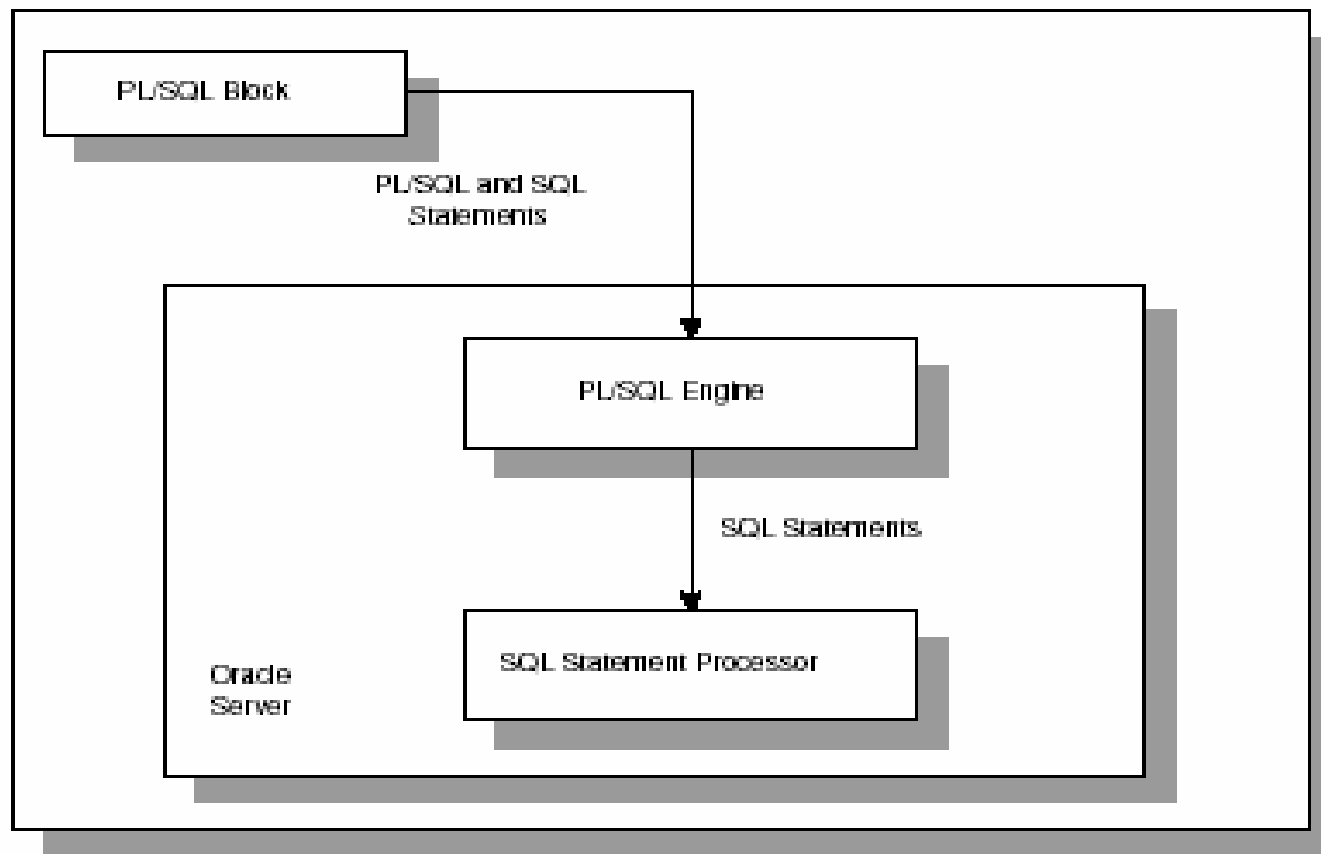 PL/SQL Block
PL/SQL and SQL
Statements
PL/SQL Engine
SQL Statements
SQL Statement Processor
Oracle
Server